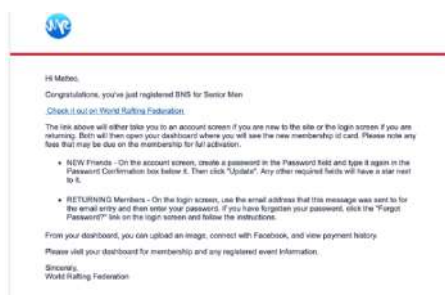 Hi Matteo,
Congratulations, you've just registered BNS for Senior Men
Check it out on World Rafting Federation
The link above will either take you to an account screen if you are new to the site or the login screen if you are
returning. Both will then open your dashboard where you will see the new membership id card. Please note any
fees that may be due on the membership for full activation.
• NEW Friends - On the account screen, create a password in the Password field and type it again in the
Password Confirmation box below it. Then click "Update". Any other required fields will have a star next
to it.
• RETURNING Members - On the login screen, use the email address that this message was sent to for
the email entry and then enter your password. If you have forgotten your password, click the "Forgot
Password?" link on the login screen and follow the instructions.
From your dashboard, you can upload an image, connect with Facebook, and view payment history.
Please visit your dashboard for membership and any registered event information.
Sincerely,
World Rafting Federation